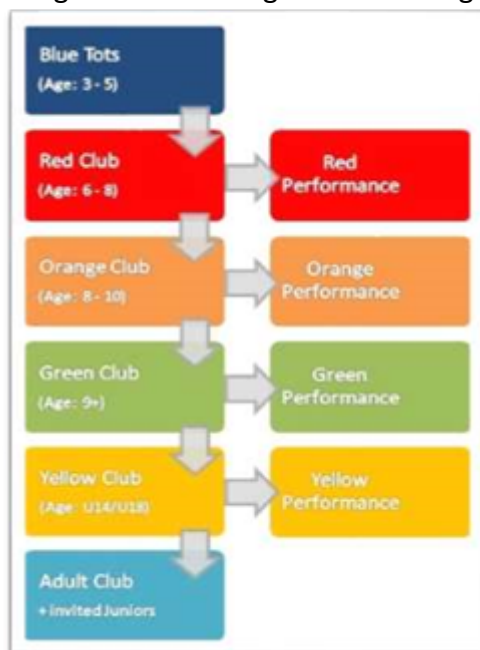 Blue Tots
(Age: 3 - 5)
Red Club
(Age: 6 - 8)
Red
Performance
Orange Club
(Age: 8 - 10)
Orange
Performance
Green Club
(Age: 9+)
Green
Performance
Yellow Club
(Age: U14/U18)
Yellow
Performance
Adult Club
+ invited Juniors